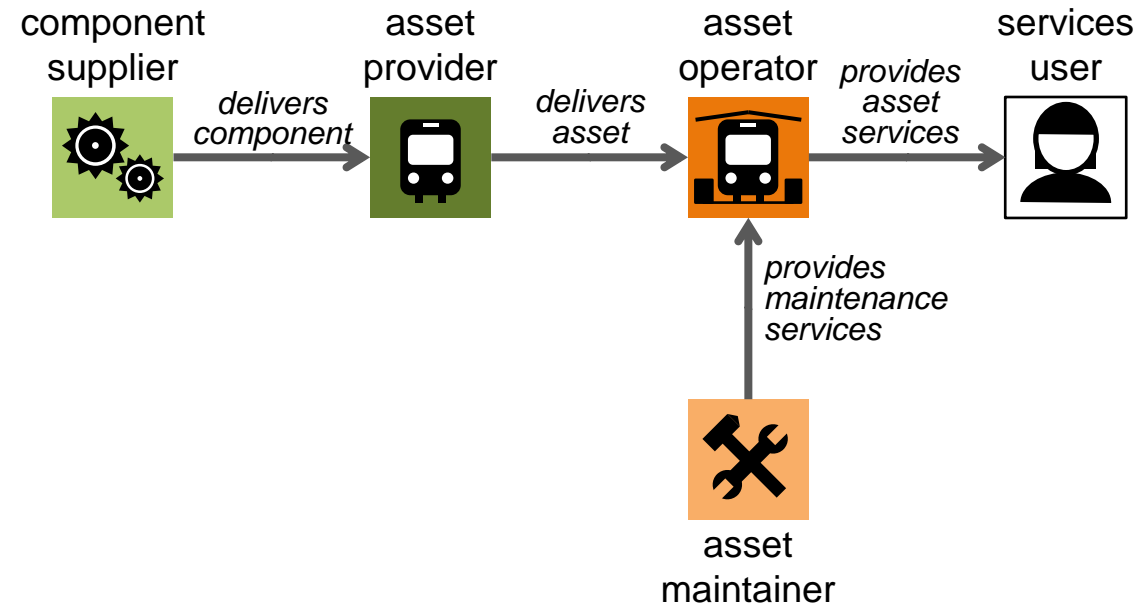 component
supplier
asset
provider
asset
operator
services
user
delivers
component
delivers
asset
provides
asset
services
provides
maintenance
services
asset
maintainer